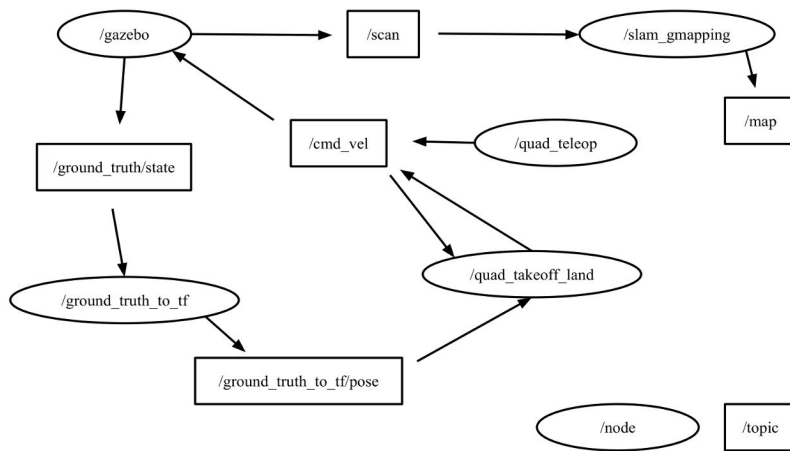 /gazebo
/scan
/slam_gmapping
/map
/cmd_vel
/quad_teleop
/ground_truth/state
/quad_takeoff_land
/ground_truth_to_tf
/ground_truth_to_tf/pose
/node
/topic